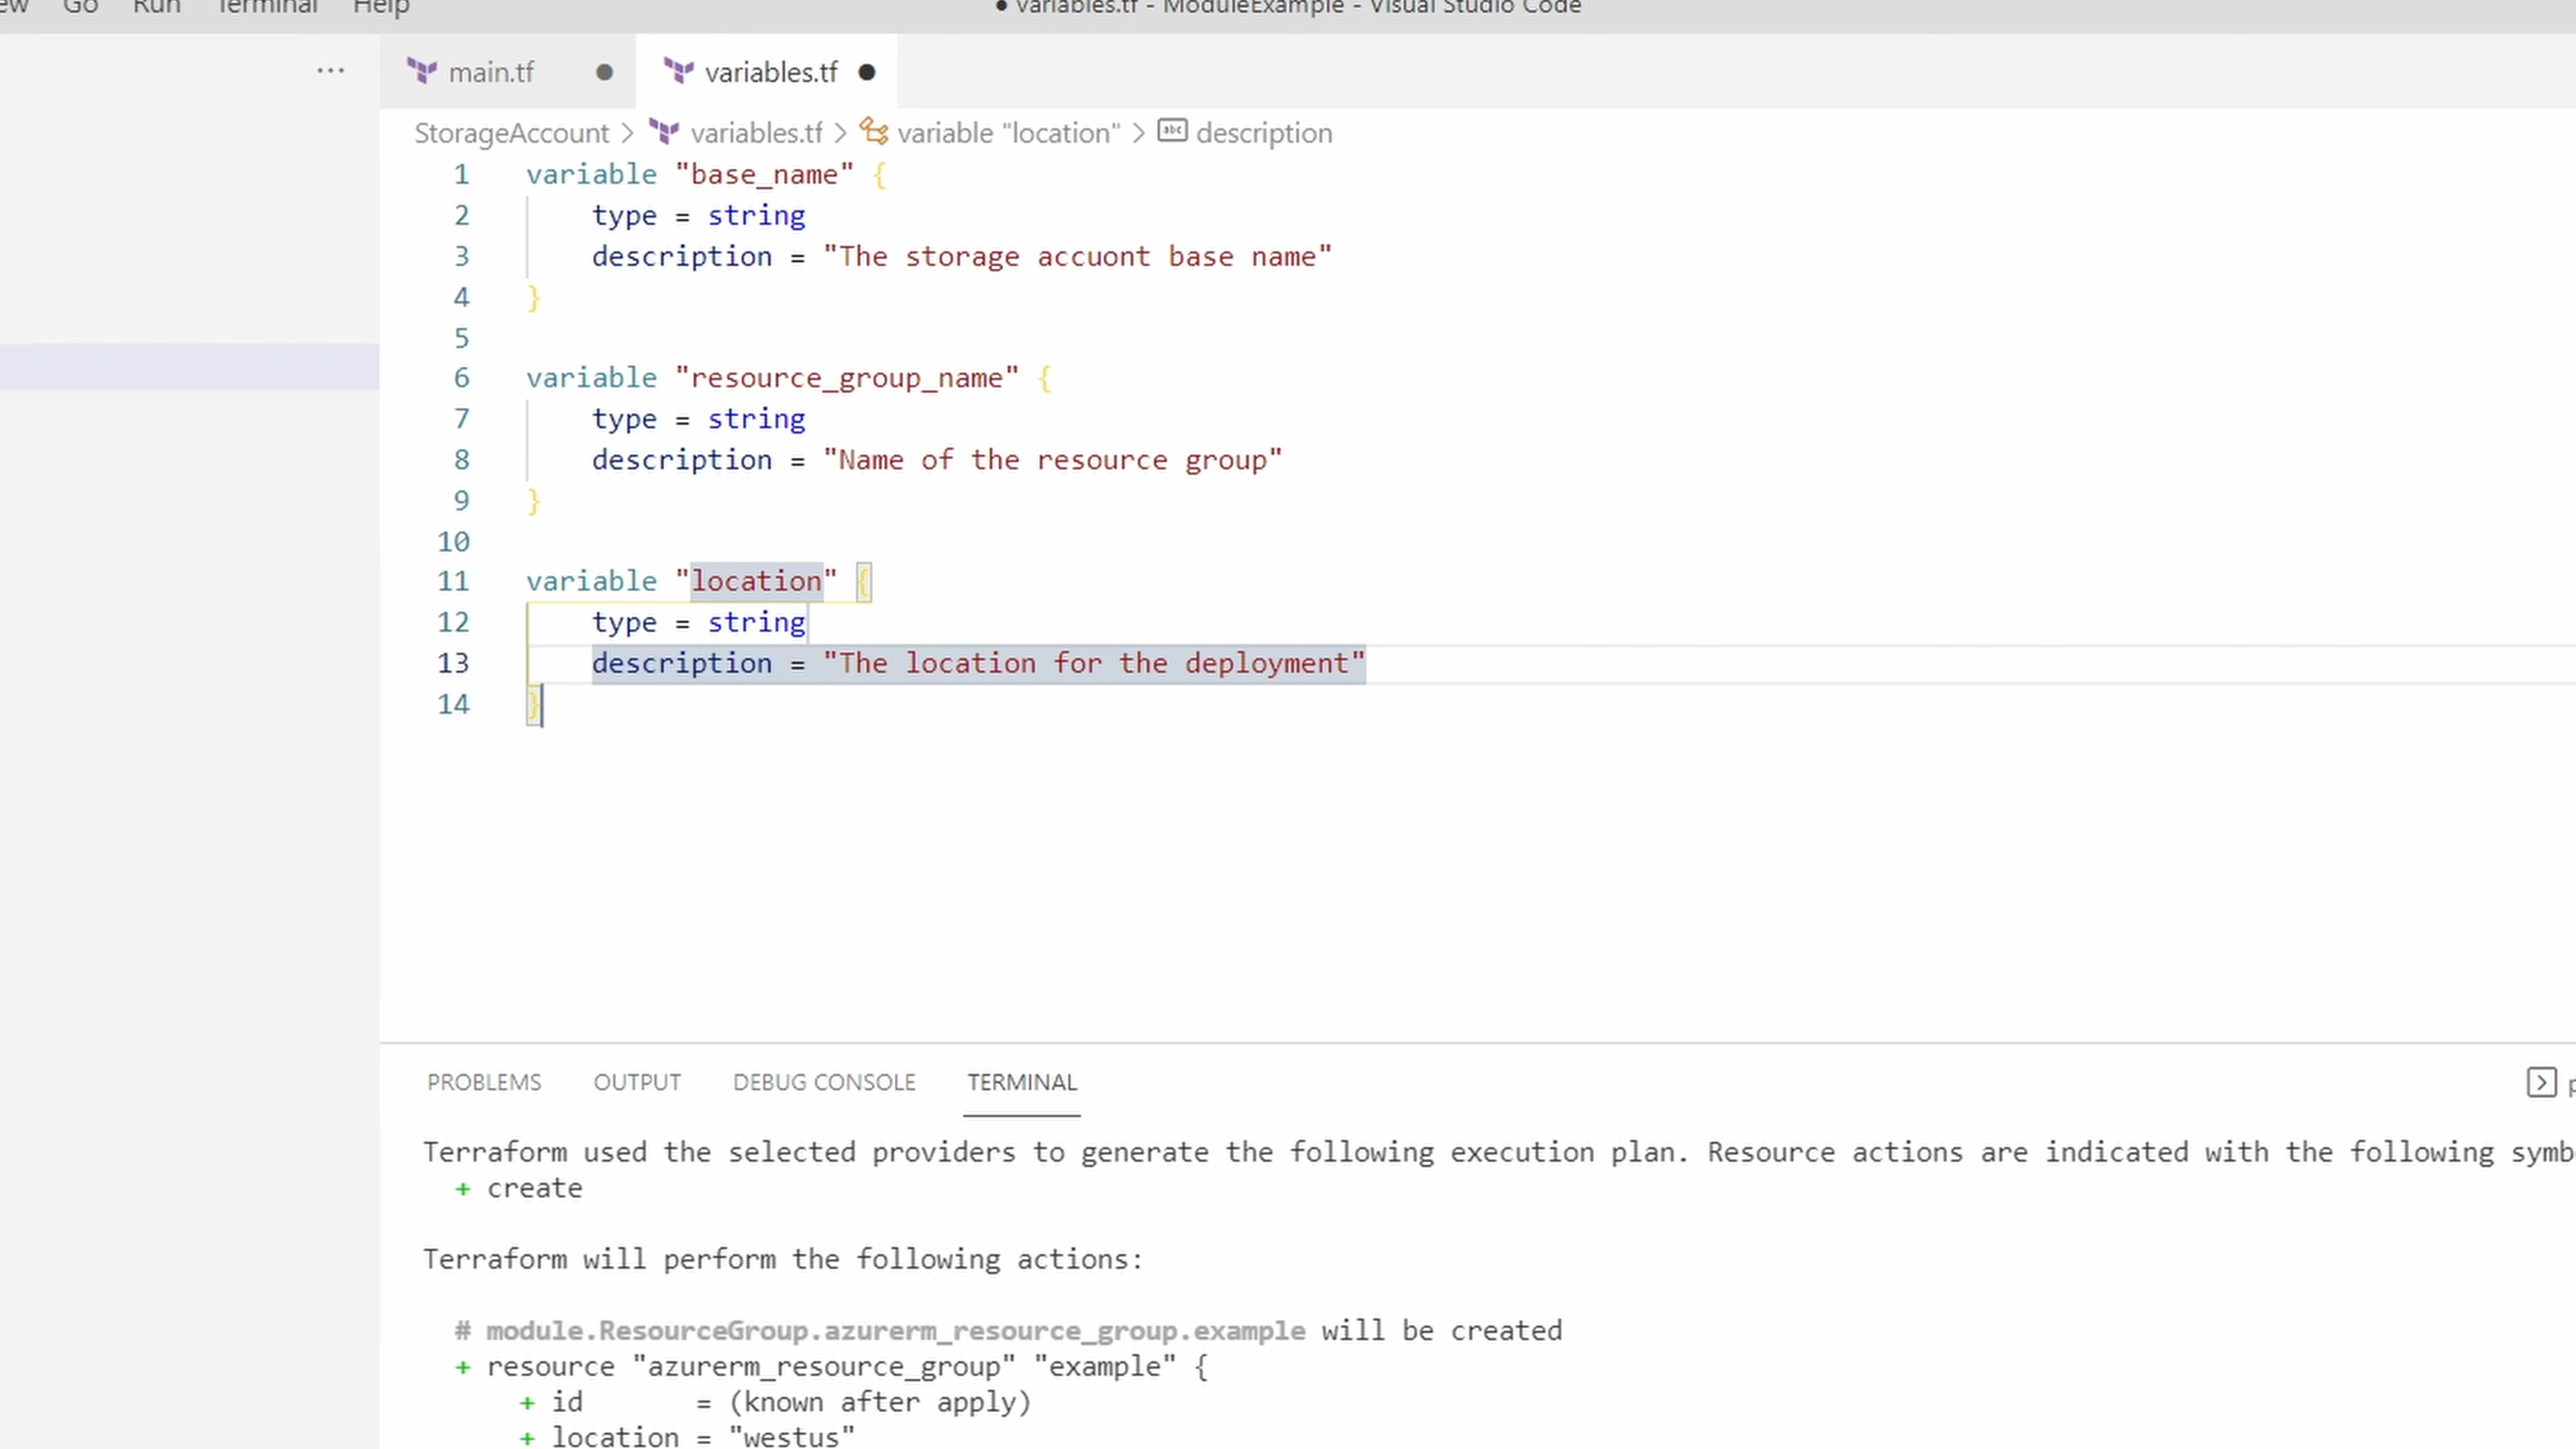 Go Run Terminal Help
● variables.tf - ModuleExample - Visual Studio Code
··· main.tf ● variables.tf ●
StorageAccount > variables.tf > variable "location" > abc description
1 variable "base_name" {
2 type = string
3 description = "The storage accuont base name"
4 }
5
6 variable "resource_group_name" {
7 type = string
8 description = "Name of the resource group"
9 }
10
11 variable "location" {
12 type = string
13 description = "The location for the deployment"
14 }
PROBLEMS OUTPUT DEBUG CONSOLE TERMINAL
Terraform used the selected providers to generate the following execution plan. Resource actions are indicated with the following
+ create
Terraform will perform the following actions:
# module.ResourceGroup.azurerm_resource_group.example will be created
+ resource "azurerm_resource_group" "example" {
+ id = (known after apply)
+ location = "westus"